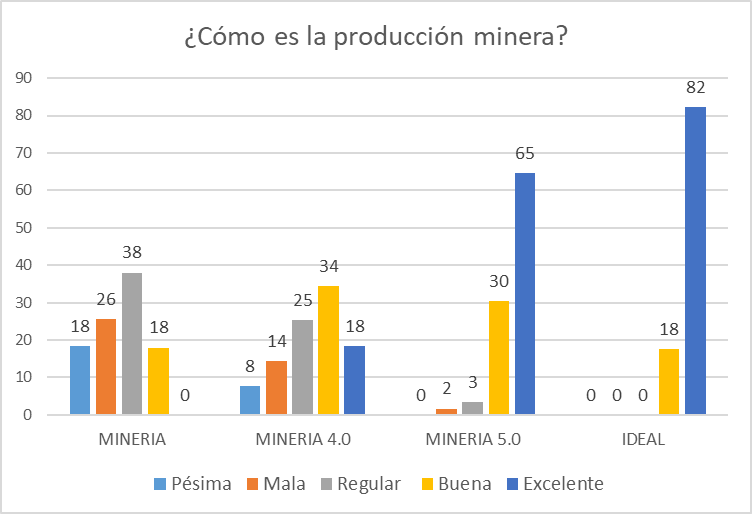 ¿Cómo es la producción minera?
90
80
70
60
50
40
30
20
10
0
18 26 38 18 0
8 14 25 34 18
0 2 3 30 65
0 0 0 18 82
MINERIA MINERIA 4.0 MINERIA 5.0 IDEAL
Pésima Mala Regular Buena Excelente